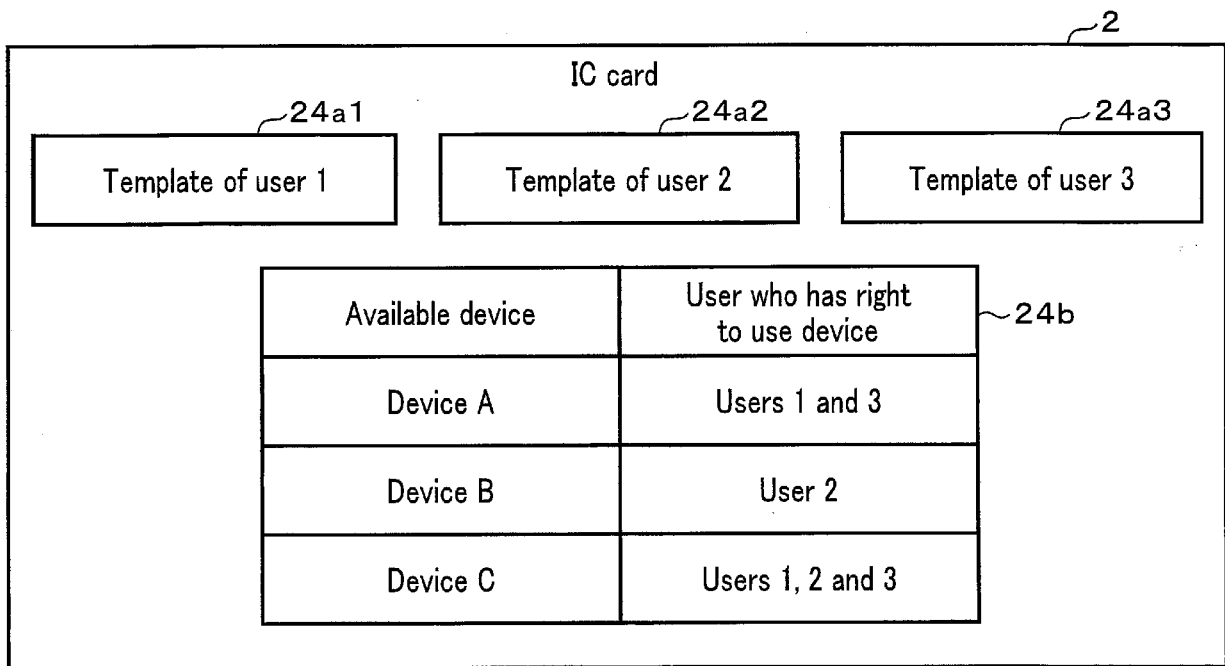 2
IC card
24a1
24a2
24a3
Template of user 1
Template of user 2
Template of user 3
Available device
User who has right
to use device
24b
Device A
Users 1 and 3
Device B
User 2
Device C
Users 1, 2 and 3